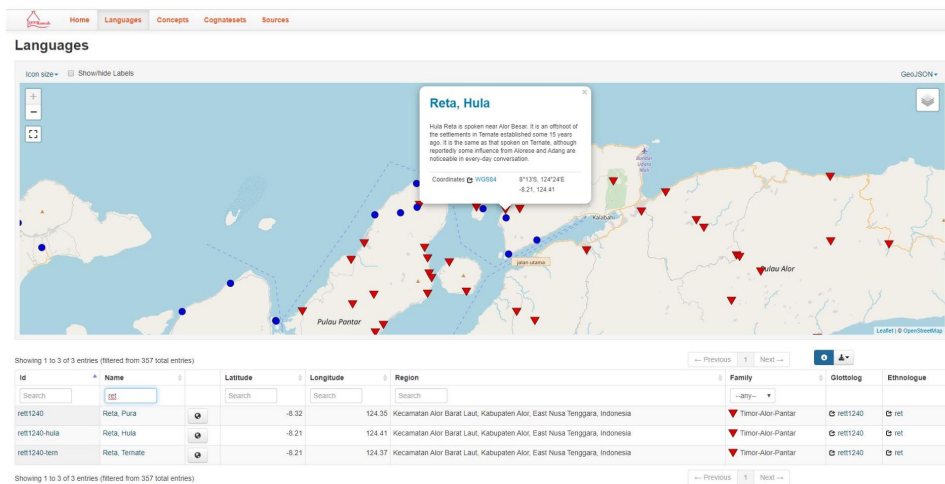 Home Languages Concepts Cognatesets Sources
Languages
Icon size Show/hide Labels GeoJSON
+
−
Reta, Hula
×
Hula Reta is spoken near Alor Besar. It is an offshoot of
the settlements in Ternate established some 15 years
ago. It is the same as that spoken on Ternate, although
reportedly some influence from Alorese and Adang are
noticeable in every-day conversation.
Coordinates WGS84 8°13'S, 124°24'E
-8.21, 124.41
Kalabahi
jalan utama
Pulau Alor
Pulau Pantar
Leaflet | © OpenStreetMap
Showing 1 to 3 of 3 entries (filtered from 357 total entries) ← Previous 1 Next →
Id Name Latitude Longitude Region Family Glottolog Ethnologue
Search ret Search Search Search --any--
rett1240 Reta, Pura -8.32 124.35 Kecamatan Alor Barat Laut, Kabupaten Alor, East Nusa Tenggara, Indonesia Timor-Alor-Pantar rett1240 ret
rett1240-hula Reta, Hula -8.21 124.41 Kecamatan Alor Barat Laut, Kabupaten Alor, East Nusa Tenggara, Indonesia Timor-Alor-Pantar rett1240 ret
rett1240-tern Reta, Ternate -8.21 124.37 Kecamatan Alor Barat Laut, Kabupaten Alor, East Nusa Tenggara, Indonesia Timor-Alor-Pantar rett1240 ret
Showing 1 to 3 of 3 entries (filtered from 357 total entries) ← Previous 1 Next →